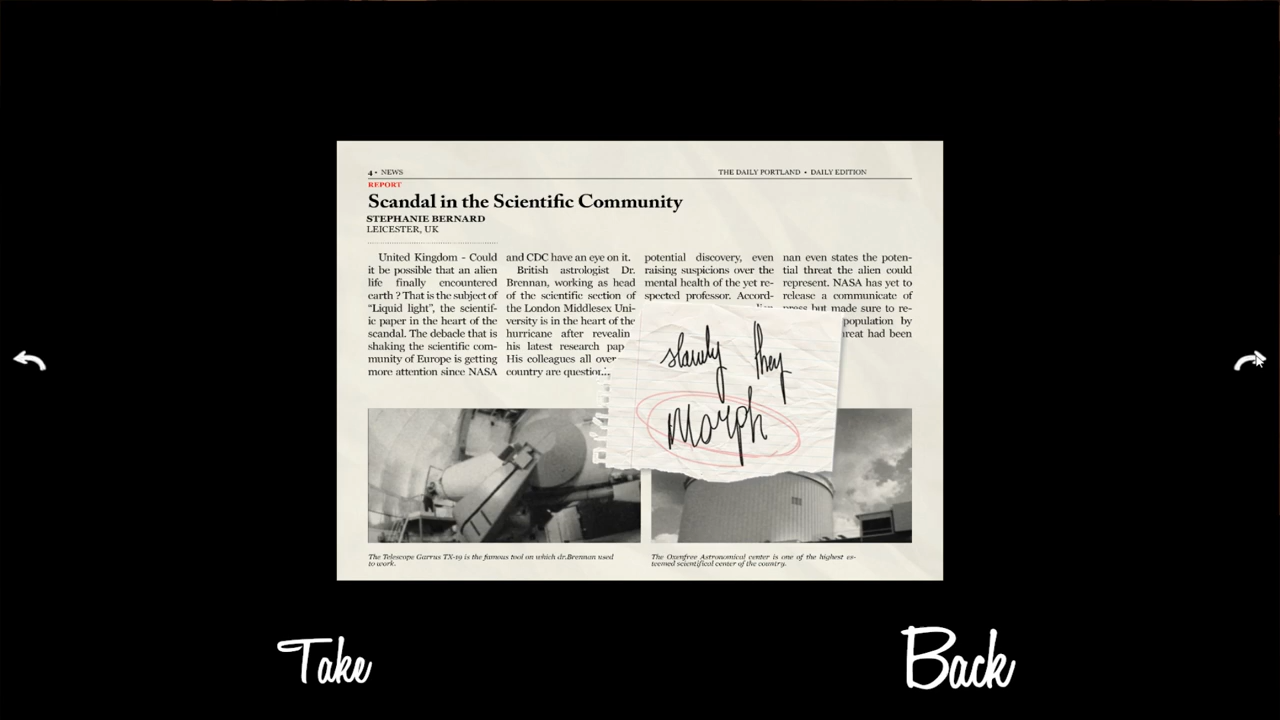 4 • NEWS
THE DAILY PORTLAND • DAILY EDITION
REPORT
Scandal in the Scientific Community
STEPHANIE BERNARD
LEICESTER, UK
United Kingdom - Could
it be possible that an alien
life finally encountered
earth ? That is the subject of
"Liquid light", the scientif-
ic paper in the heart of the
scandal. The debacle that is
shaking the scientific com-
munity of Europe is getting
more attention since NASA
and CDC have an eye on it.
British astrologist Dr.
Brennan, working as head
of the scientific section of
the London Middlesex Uni-
versity is in the heart of the
hurricane after revealin
his latest research pap
His colleagues all over
country are question
potential discovery, even
raising suspicions over the
mental health of the yet re-
spected professor. Accord-
nan even states the poten-
tial threat the alien could
represent. NASA has yet to
release a communicate of
press but made sure to re-
population by
reat had been
slowly they
Morph
The Telescope Garrus TX-19 is the famous tool on which dr.Brennan used
to work.
The Oxenfree Astronomical center is one of the highest es-
teemed scientifical center of the country.
Take
Back